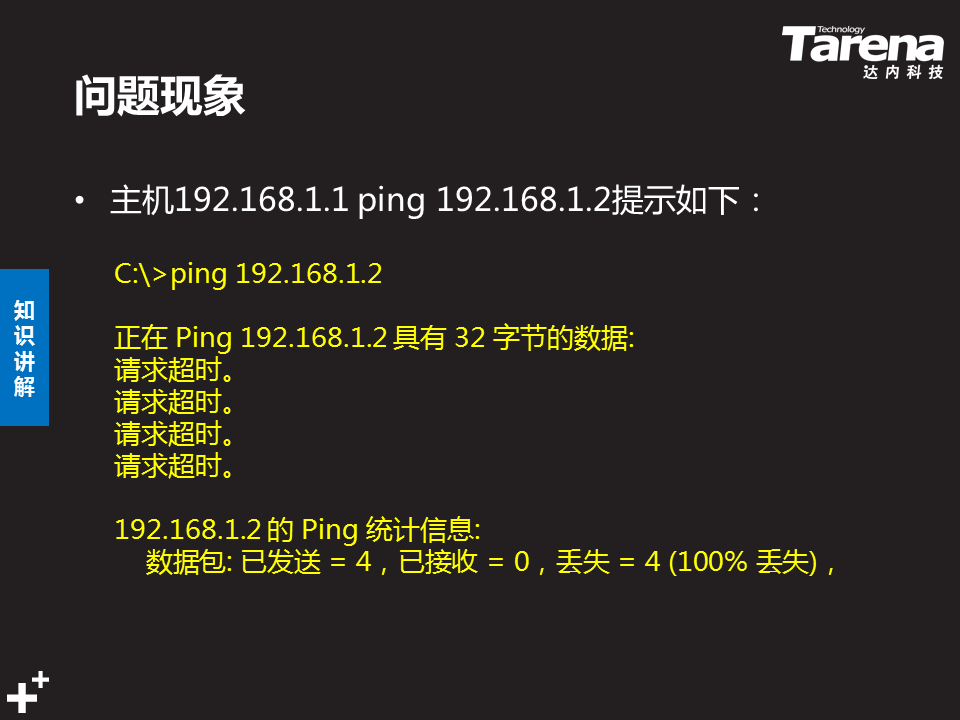 Technology
Tarena
达内科技
问题现象
• 主机192.168.1.1 ping 192.168.1.2提示如下：
C:\>ping 192.168.1.2
正在 Ping 192.168.1.2 具有 32 字节的数据:
请求超时。
请求超时。
请求超时。
请求超时。
192.168.1.2 的 Ping 统计信息:
数据包: 已发送 = 4，已接收 = 0，丢失 = 4 (100% 丢失)，
知识讲解